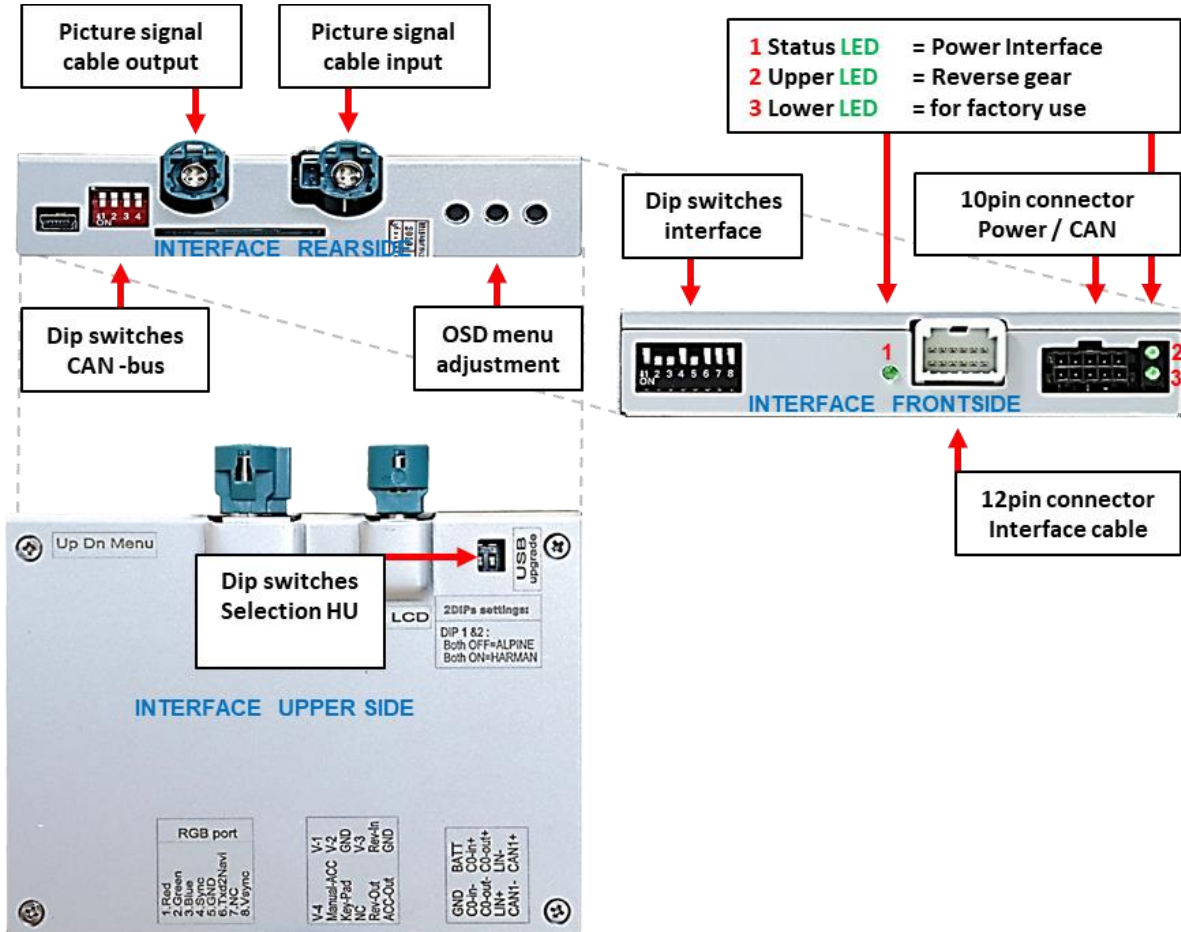 Picture signal
cable output
Picture signal
cable input
1 Status LED = Power Interface
2 Upper LED = Reverse gear
3 Lower LED = for factory use
Dip switches
interface
10pin connector
Power / CAN
1 2 3 4
ON
INTERFACE REARSIDE
Dip switches
CAN -bus
OSD menu
adjustment
1 2 3 4 5 6 7 8
ON
1
2
3
INTERFACE FRONTSIDE
12pin connector
Interface cable
Up Dn Menu
USB
upgrade
Dip switches
Selection HU
LCD
2DIPs settings:
DIP 1 &2 :
Both OFF=ALPINE
Both ON=HARMAN
INTERFACE UPPER SIDE
RGB port
1.Red
2.Green
3.Blue
4.Sync
5.GND
6.Txd2Navi
7.NC
8.Vsync
V-4 V-1
Manual-ACC V-2
Key-Pad GND
NC V-3
Rev-Out Rev-In
ACC-Out GND
GND BATT
C0-in- C0-in+
C0-out- C0-out+
LIN+ LIN-
CAN1- CAN1+